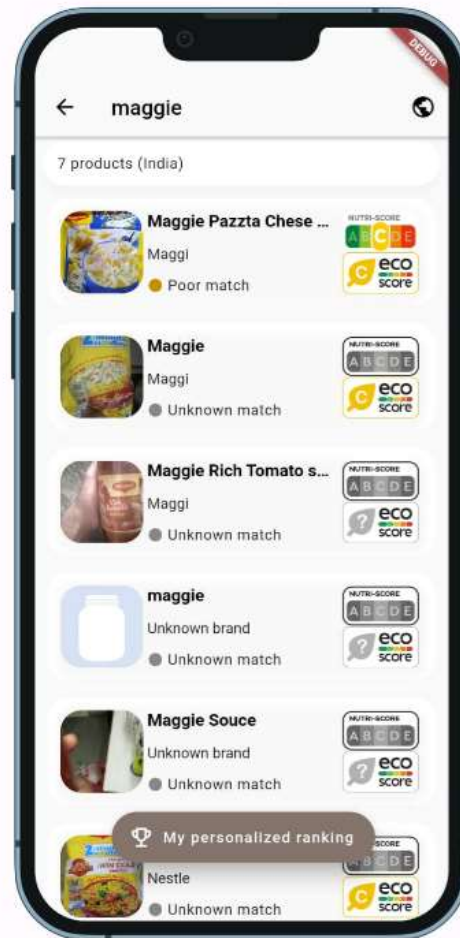 DEBUG
maggie
7 products (India)
Maggie Pazzta Chese ...
Maggi
Poor match
NUTRI-SCORE
A B C D E
C eco score
Maggie
Maggi
Unknown match
NUTRI-SCORE
A B C D E
C eco score
Maggie Rich Tomato s...
Maggi
Unknown match
NUTRI-SCORE
A B C D E
? eco score
maggie
Unknown brand
Unknown match
NUTRI-SCORE
A B C D E
? eco score
Maggie Souce
Unknown brand
Unknown match
NUTRI-SCORE
A B C D E
? eco score
My personalized ranking
Nestle
Unknown match
C eco score